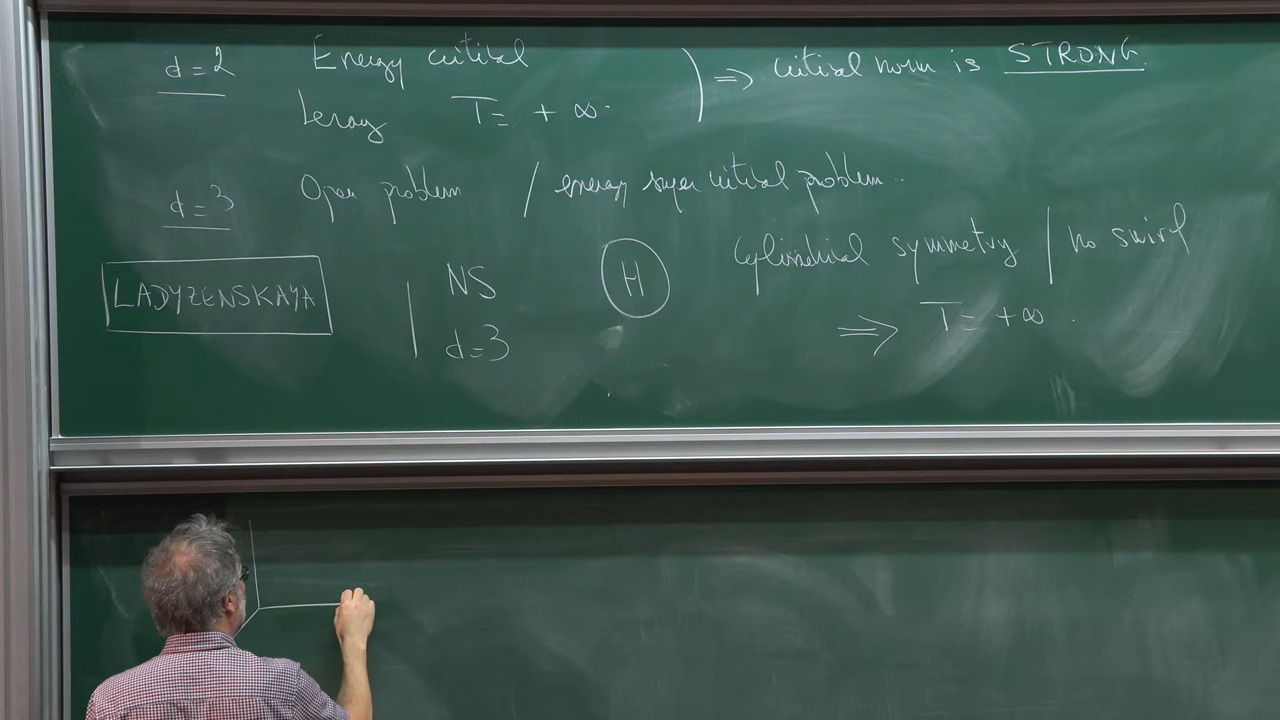 d=2 Energy critical ) ⇒ critical norm is STRONG.
Leray T = +∞.
d=3 Open problem / energy super critical problem..
LADYZENSKAYA | NS d=3 (H) Cylindrical symmetry / no swirl
⇒ T = +∞.